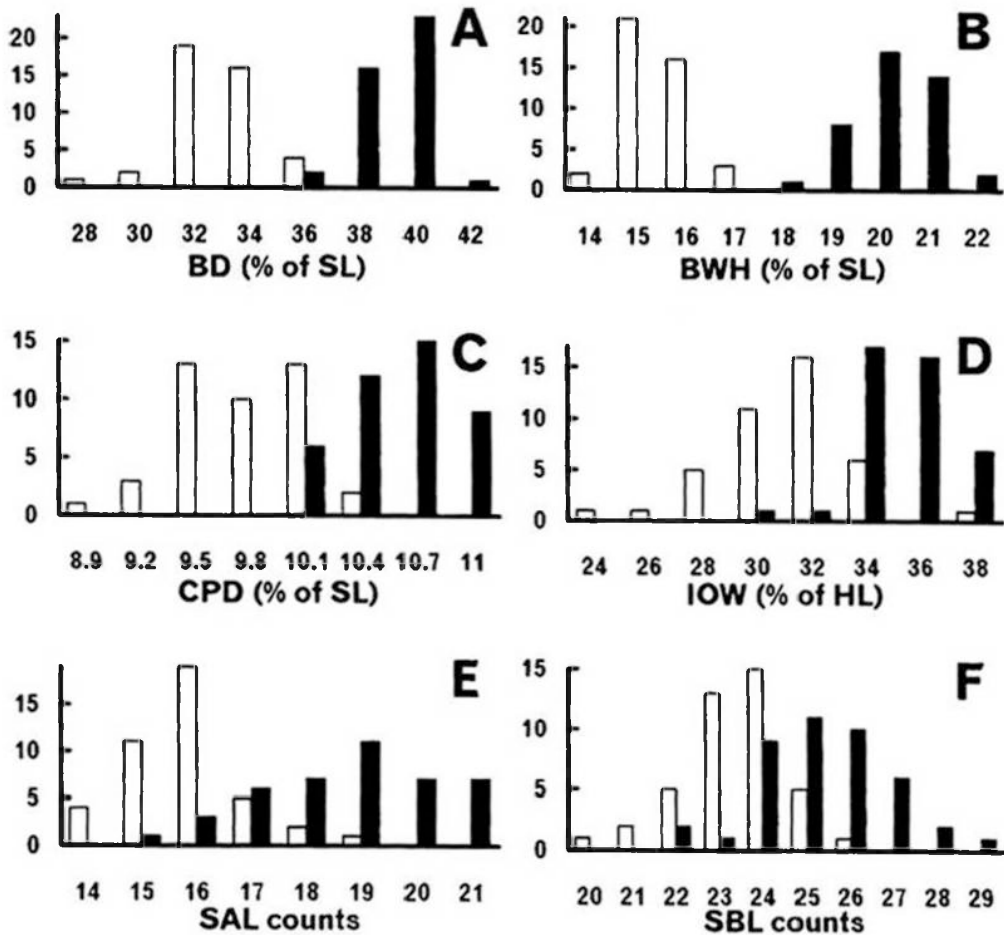 A
20
15
10
5
0
28 30 32 34 36 38 40 42
BD (% of SL)
B
20
15
10
5
0
14 15 16 17 18 19 20 21 22
BWH (% of SL)
C
15
10
5
0
8.9 9.2 9.5 9.8 10.1 10.4 10.7 11
CPD (% of SL)
D
15
10
5
0
24 26 28 30 32 34 36 38
IOW (% of HL)
E
15
10
5
0
14 15 16 17 18 19 20 21
SAL counts
F
15
10
5
0
20 21 22 23 24 25 26 27 28 29
SBL counts